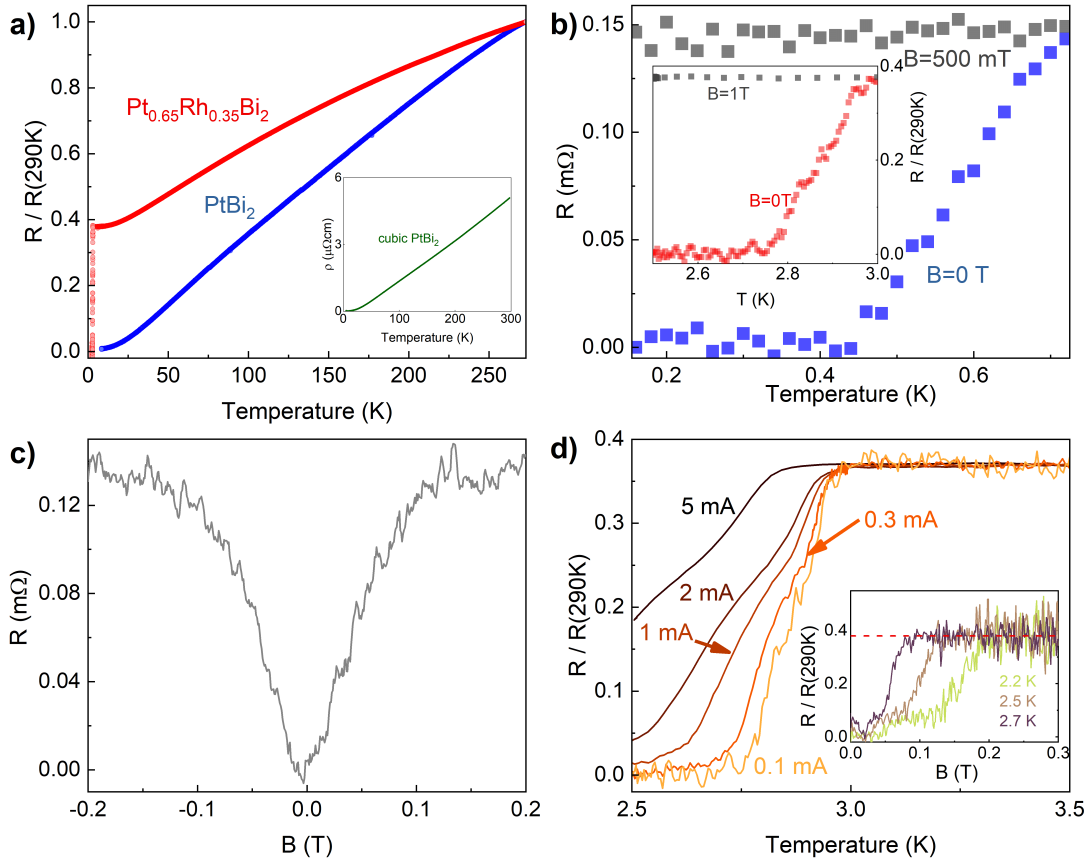 a)
R / R(290K)
1.0
0.8
0.6
0.4
0.2
0.0
Pt0.65Rh0.35Bi2
PtBi2
0 50 100 150 200 250
Temperature (K)
ρ (μΩcm)
6
3
0
cubic PtBi2
0 100 200 300
Temperature (K)
b)
R (mΩ)
0.15
0.10
0.05
0.00
B=500 mT
B=0 T
0.2 0.4 0.6
Temperature (K)
B=1T
B=0T
0.4
0.2
0.0
R / R(290K)
2.6 2.8 3.0
T (K)
c)
R (mΩ)
0.12
0.08
0.04
0.00
-0.2 -0.1 0.0 0.1 0.2
B (T)
d)
R / R(290K)
0.4
0.3
0.2
0.1
0.0
5 mA
0.3 mA
2 mA
1 mA
0.1 mA
2.5 3.0 3.5
Temperature (K)
R / R(290K)
0.4
0.2
0.0
2.2 K
2.5 K
2.7 K
0.0 0.1 0.2 0.3
B (T)